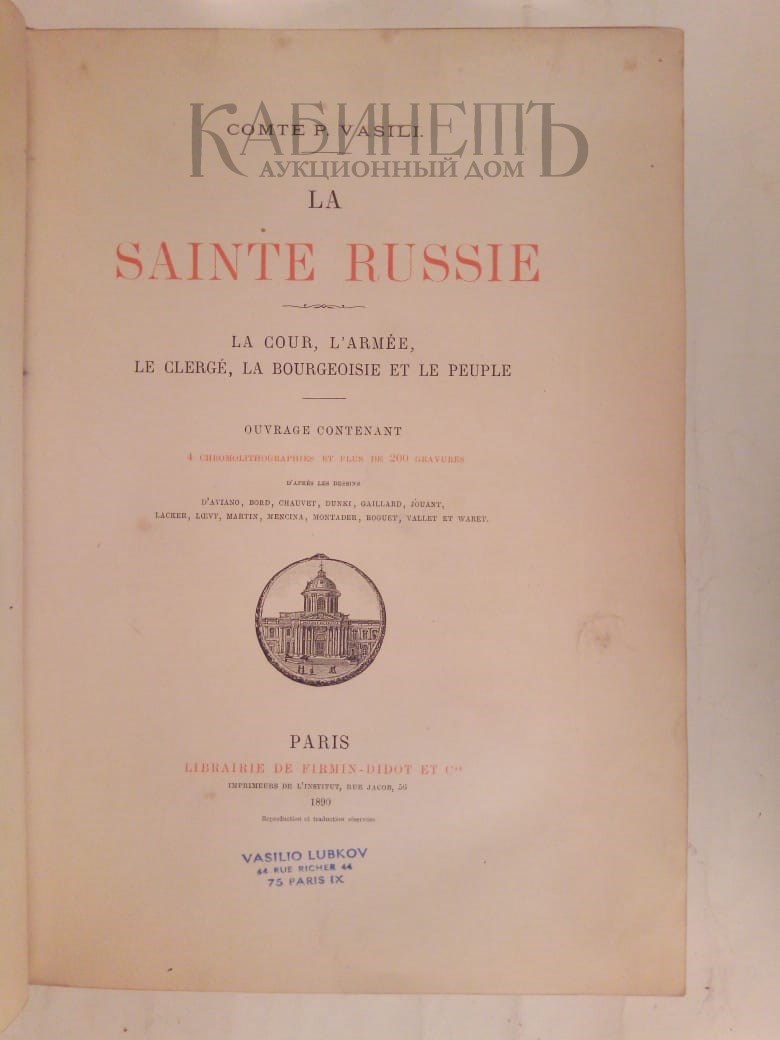 КАБИНЕТЪ
COMTE P. VASILI.
АУКЦИОННЫЙ ДОМ
LA
SAINTE RUSSIE
LA COUR, L'ARMÉE,
LE CLERGÉ, LA BOURGEOISIE ET LE PEUPLE
OUVRAGE CONTENANT
4 CHROMOLITHOGRAPHIES ET PLUS DE 200 GRAVURES
D'APRÈS LES DESSINS
D'AVIANO, BORD, CHAUVET, DUNKI, GAILLARD, JOUANT,
LACKER, LŒVY, MARTIN, MENCINA, MONTADER, ROGUET, VALLET ET WARET.
PARIS
LIBRAIRIE DE FIRMIN-DIDOT ET Cie
IMPRIMEURS DE L'INSTITUT, RUE JACOB, 56
1890
Reproduction et traduction réservées
VASILIO LUBKOV
44 RUE RICHER 44
75 PARIS IX